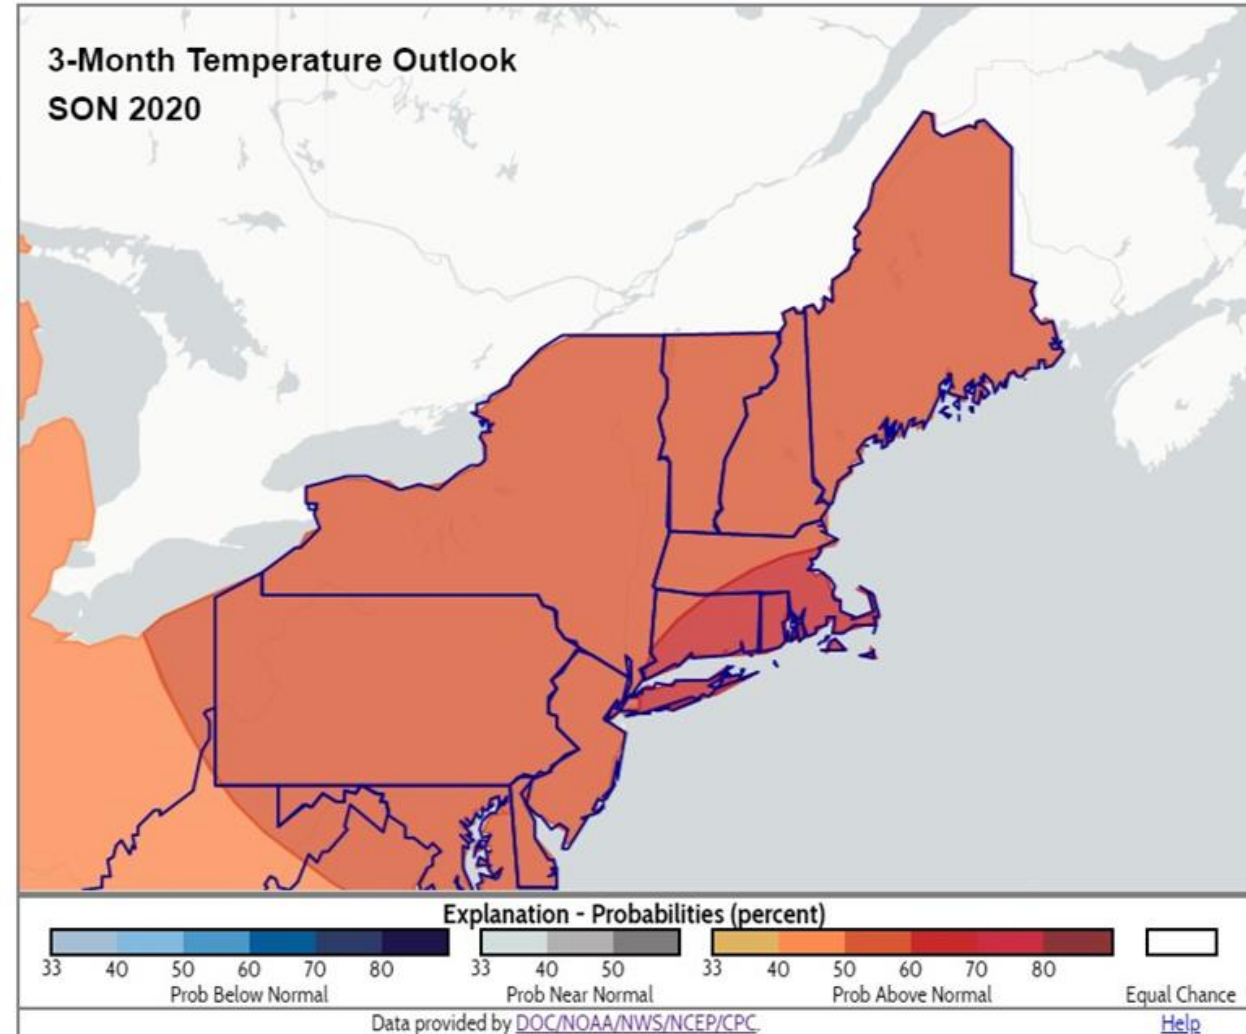 3-Month Temperature Outlook
SON 2020
Explanation - Probabilities (percent)
33 40 50 60 70 80 33 40 50 33 40 50 60 70 80
Prob Below Normal Prob Near Normal Prob Above Normal Equal Chance
Data provided by DOC/NOAA/NWS/NCEP/CPC. Help